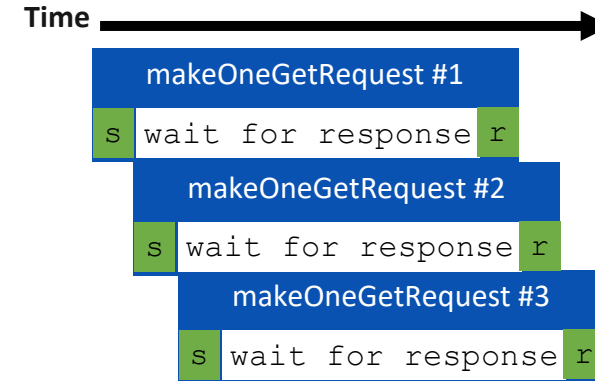 Time
makeOneGetRequest #1
s wait for response r
makeOneGetRequest #2
s wait for response r
makeOneGetRequest #3
s wait for response r